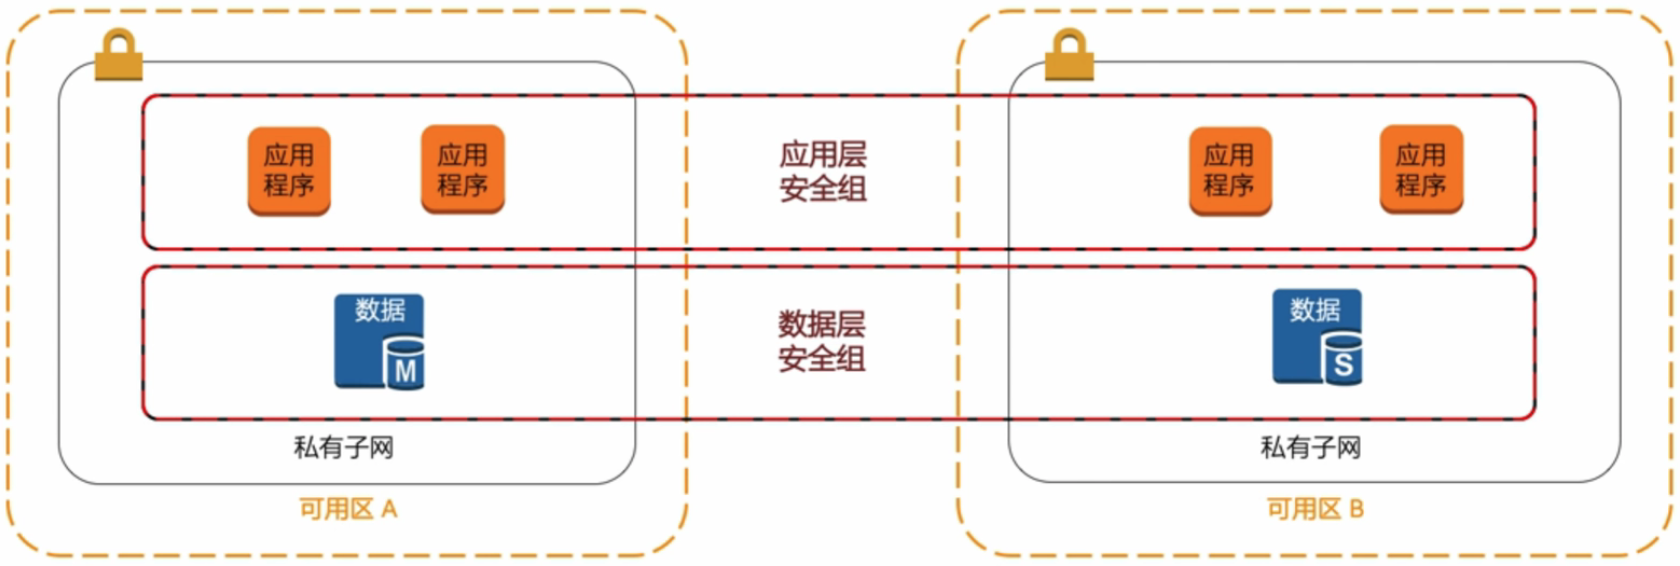 应用
程序
应用
程序
应用层
安全组
应用
程序
应用
程序
数据
M
数据层
安全组
数据
S
私有子网
私有子网
可用区 A
可用区 B